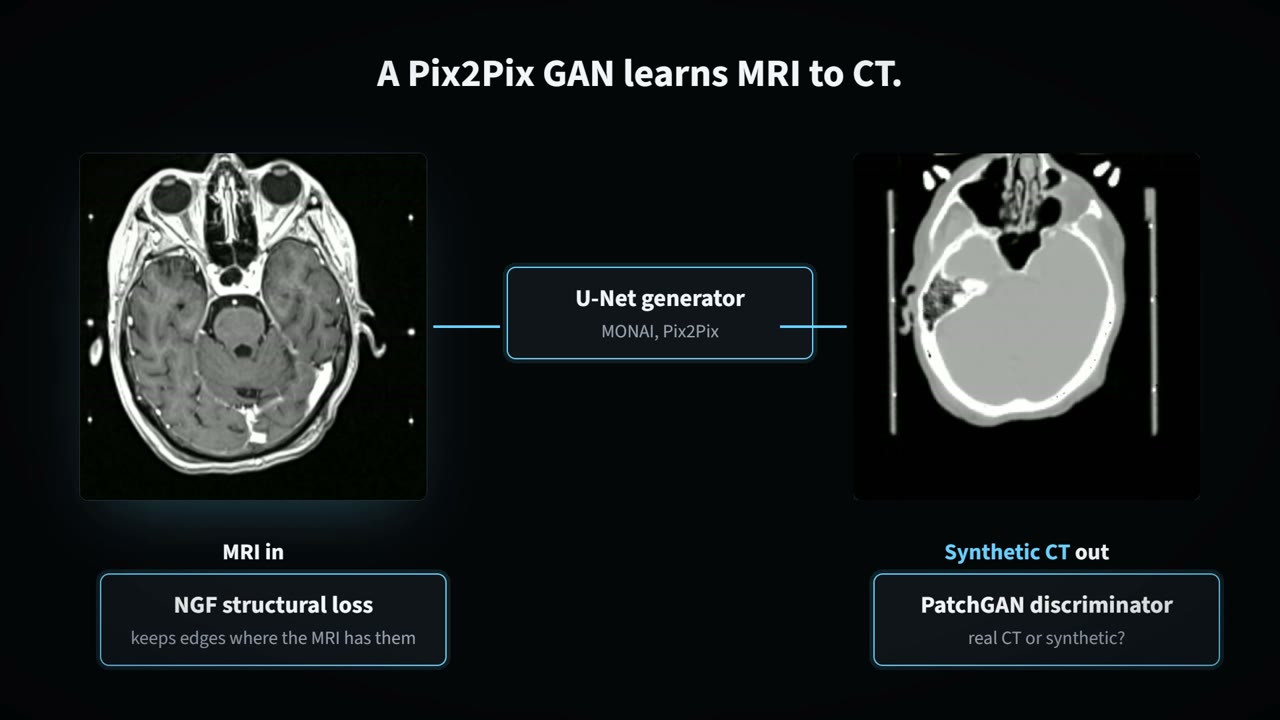 A Pix2Pix GAN learns MRI to CT.
U-Net generator
MONAI, Pix2Pix
MRI in
Synthetic CT out
NGF structural loss
keeps edges where the MRI has them
PatchGAN discriminator
real CT or synthetic?